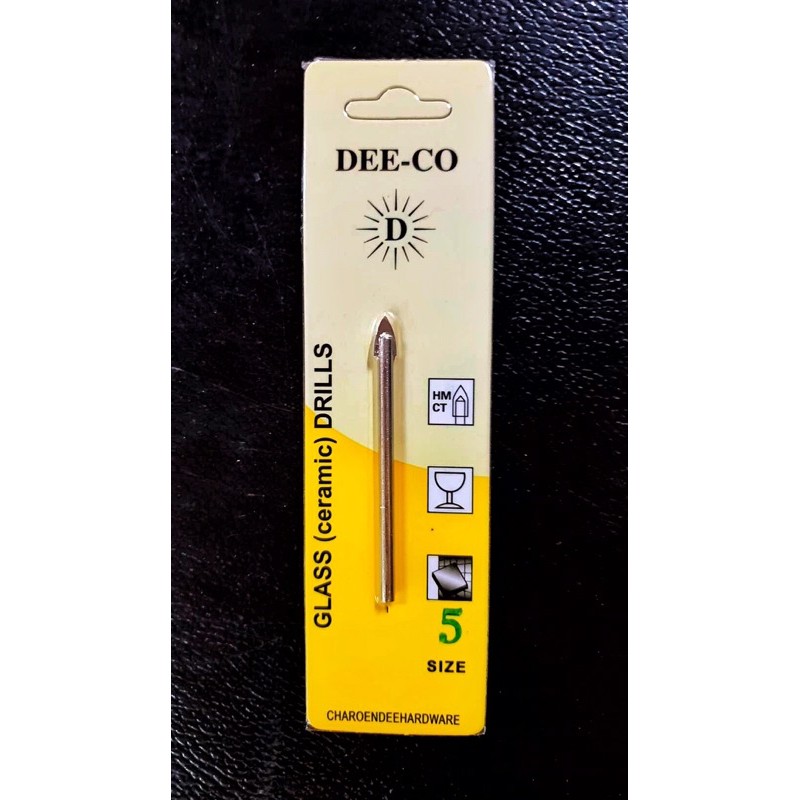 DEE-CO
D
GLASS (ceramic) DRILLS
HM
CT
5
SIZE
CHAROENDEEHARDWARE